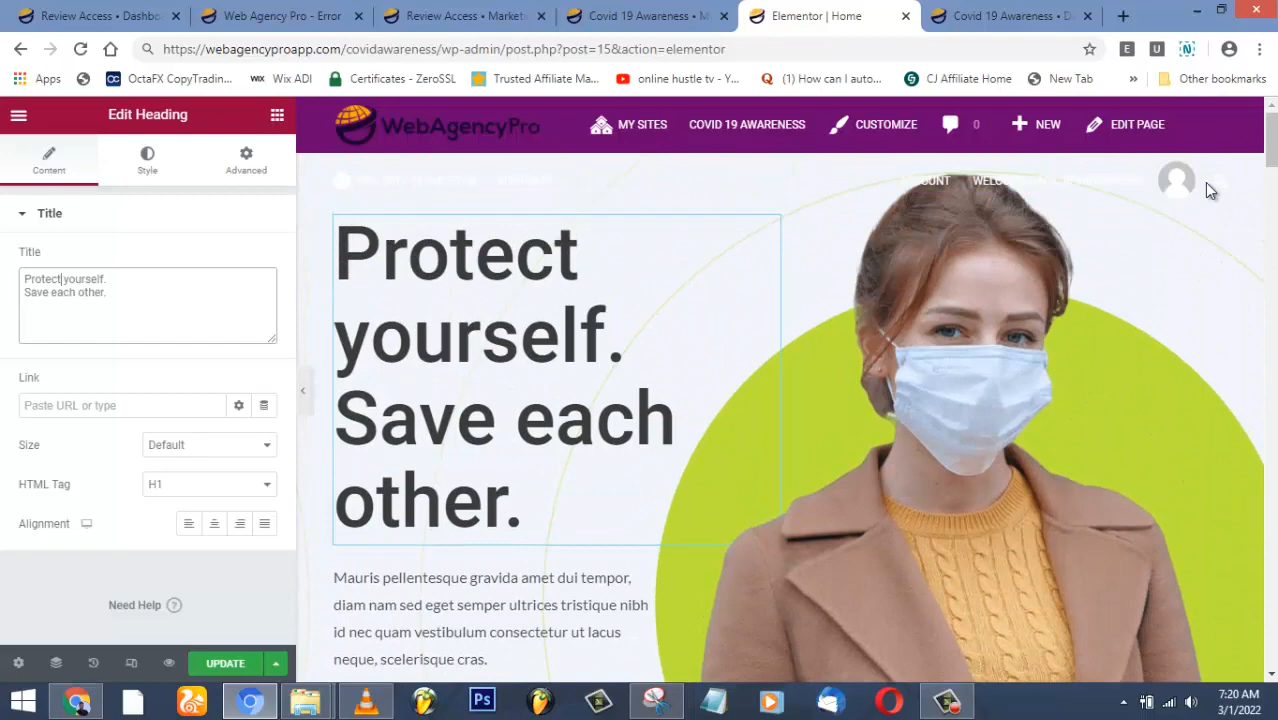 Review Access - Dashbo
WebAgencyPro - Error
Review Access - Market
Covid 19 Awareness - M
Elementor | Home
Covid 19 Awareness - D
https://webagencyproapp.com/covidawareness/wp-admin/post.php?post=15&action=elementor
Apps
OctaFX CopyTrading...
WIX Wix ADI
Certificates - ZeroSSL
Trusted Affiliate Mar...
online hustle tv - Y...
(1) How can I auto...
CJ Affiliate Home
New Tab
»
Other bookmarks
Edit Heading
WebAgencyPro
MY SITES
COVID 19 AWARENESS
CUSTOMIZE
0
NEW
EDIT PAGE
Content
Style
Advanced
Title
Title
Protect yourself.
Save each other.
Link
Paste URL or type
Size
Default
HTML Tag
H1
Alignment
Need Help
UPDATE
Protect
yourself.
Save each
other.
Mauris pellentesque gravida amet dui tempor,
diam nam sed eget semper ultrices tristique nibh
id nec quam vestibulum consectetur ut lacus
neque, scelerisque cras.
Ps
7:20 AM
3/1/2022